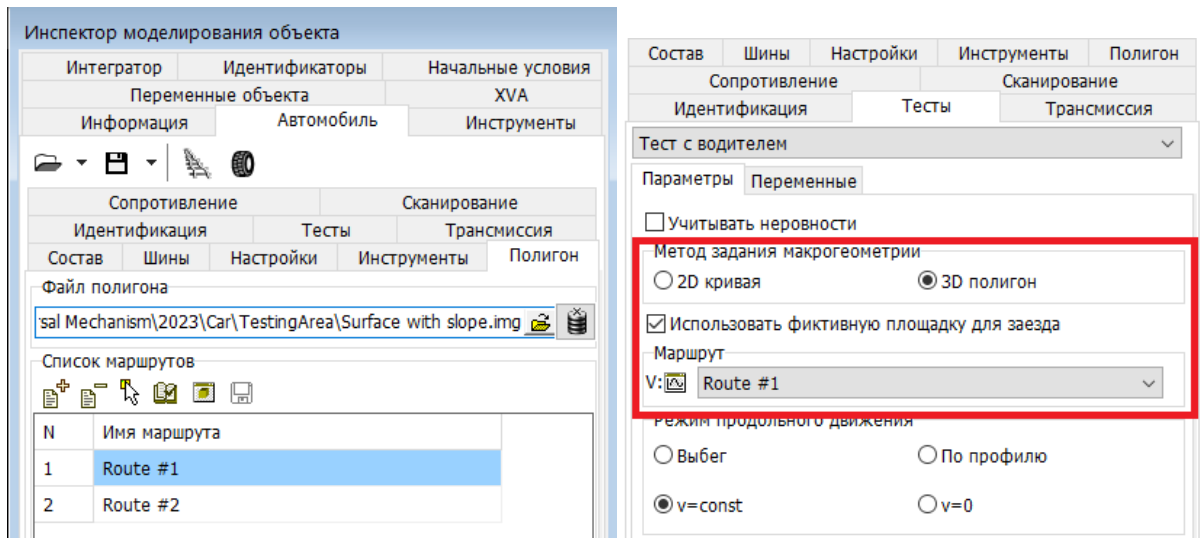 Инспектор моделирования объекта
Интегратор Идентификаторы Начальные условия
Переменные объекта XVA
Информация Автомобиль Инструменты
Сопротивление Сканирование
Идентификация Тесты Трансмиссия
Состав Шины Настройки Инструменты Полигон
Файл полигона
sal Mechanism\2023\Car\TestingArea\Surface with slope.img
Список маршрутов
N Имя маршрута
1 Route #1
2 Route #2
Состав Шины Настройки Инструменты Полигон
Сопротивление Сканирование
Идентификация Тесты Трансмиссия
Тест с водителем
Параметры Переменные
Учитывать неровности
Метод задания макрогеометрии
2D кривая 3D полигон
Использовать фиктивную площадку для заезда
Маршрут
V: Route #1
Режим продольного движения
Выбег По профилю
v=const v=0